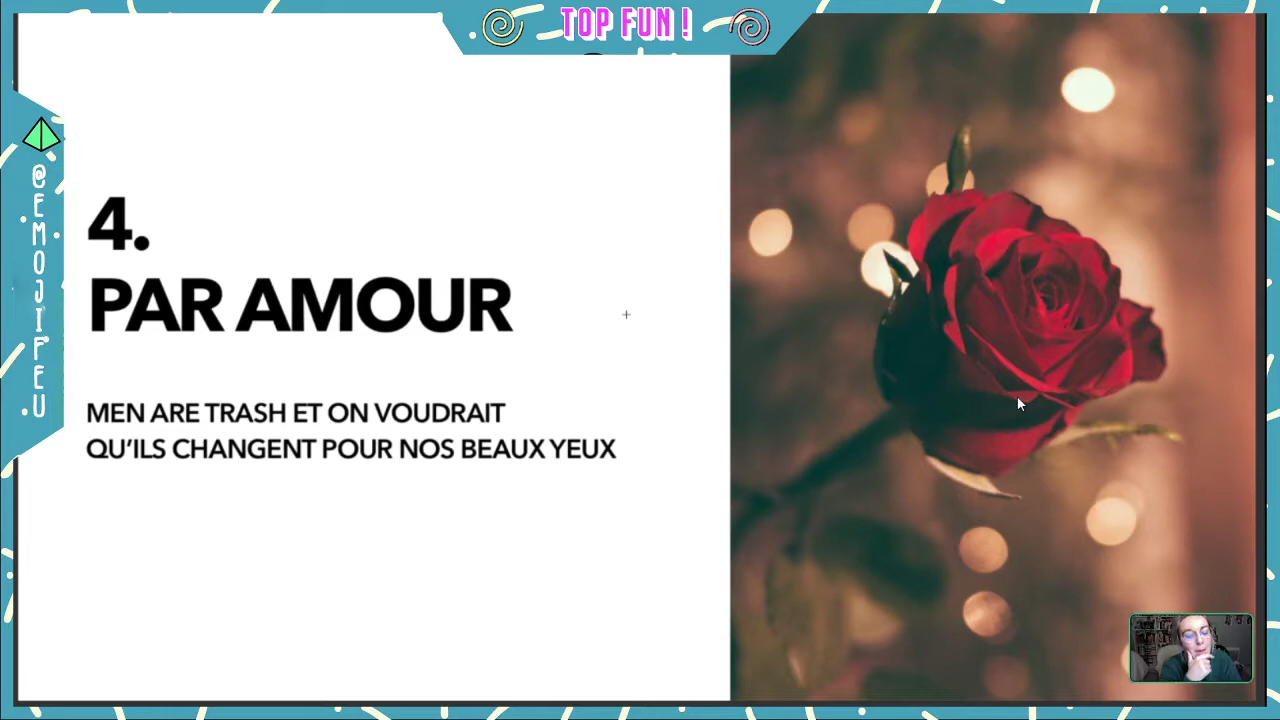 TOP FUN !
@EMOJIFEU
4.
PAR AMOUR
MEN ARE TRASH ET ON VOUDRAIT
QU'ILS CHANGENT POUR NOS BEAUX YEUX